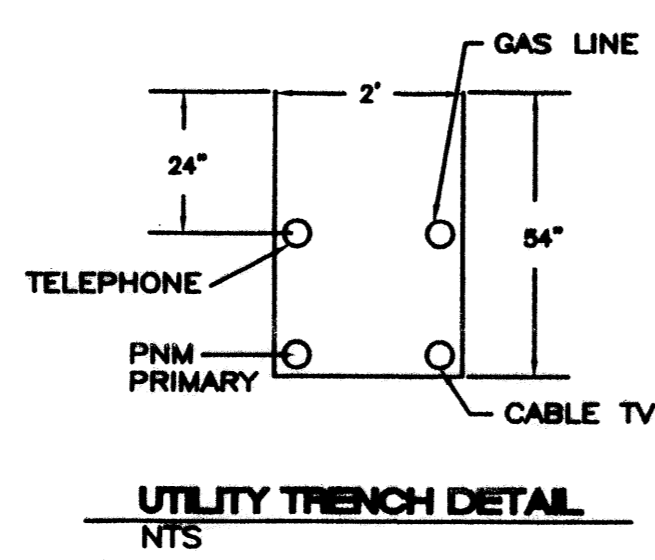 GAS LINE
2'
24"
54"
TELEPHONE
PNM
PRIMARY
CABLE TV
UTILITY TRENCH DETAIL
NTS